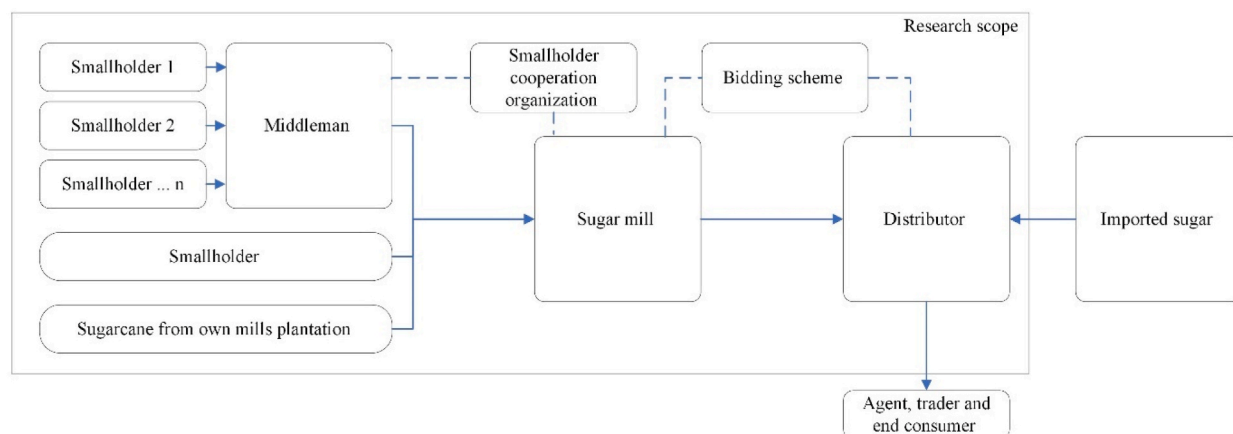 Research scope
Smallholder 1
Smallholder 2
Smallholder ... n
Middleman
Smallholder
cooperation
organization
Bidding scheme
Smallholder
Sugarcane from own mills plantation
Sugar mill
Distributor
Imported sugar
Agent, trader and
end consumer